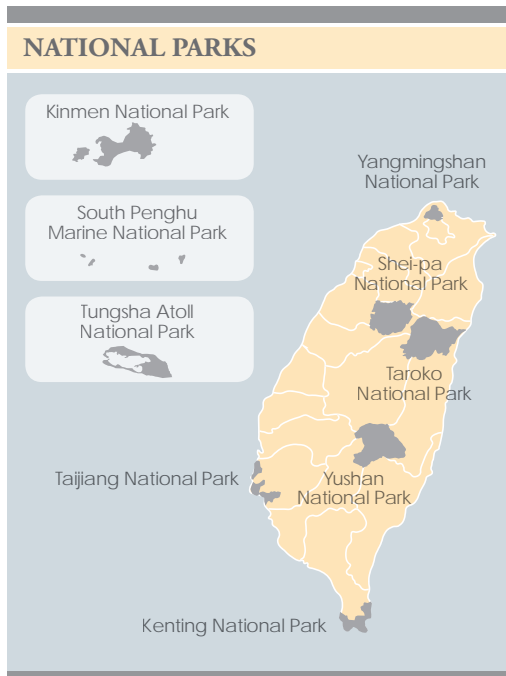 NATIONAL PARKS
Kinmen National Park
South Penghu
Marine National Park
Tungsha Atoll
National Park
Yangmingshan
National Park
Shei-pa
National Park
Taroko
National Park
Taijiang National Park
Yushan
National Park
Kenting National Park